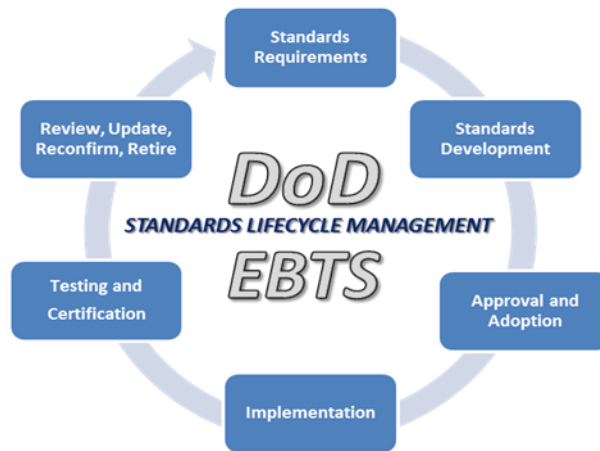 Standards
Requirements
Standards
Development
Approval and
Adoption
Implementation
Testing and
Certification
Review, Update,
Reconfirm, Retire
DoD
STANDARDS LIFECYCLE MANAGEMENT
EBTS